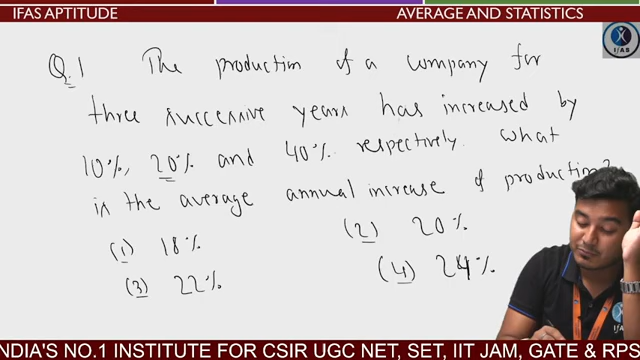 IFAS APTITUDE
AVERAGE AND STATISTICS
IFAS
Q.1 The production of a company for
three successive years has increased by
10%, 20% and 40% respectively. What
is the average annual increase of production?
(1) 18%
(2) 20%
(3) 22%
(4) 24%
INDIA'S NO.1 INSTITUTE FOR CSIR UGC NET, SET, IIT JAM, GATE & RPS